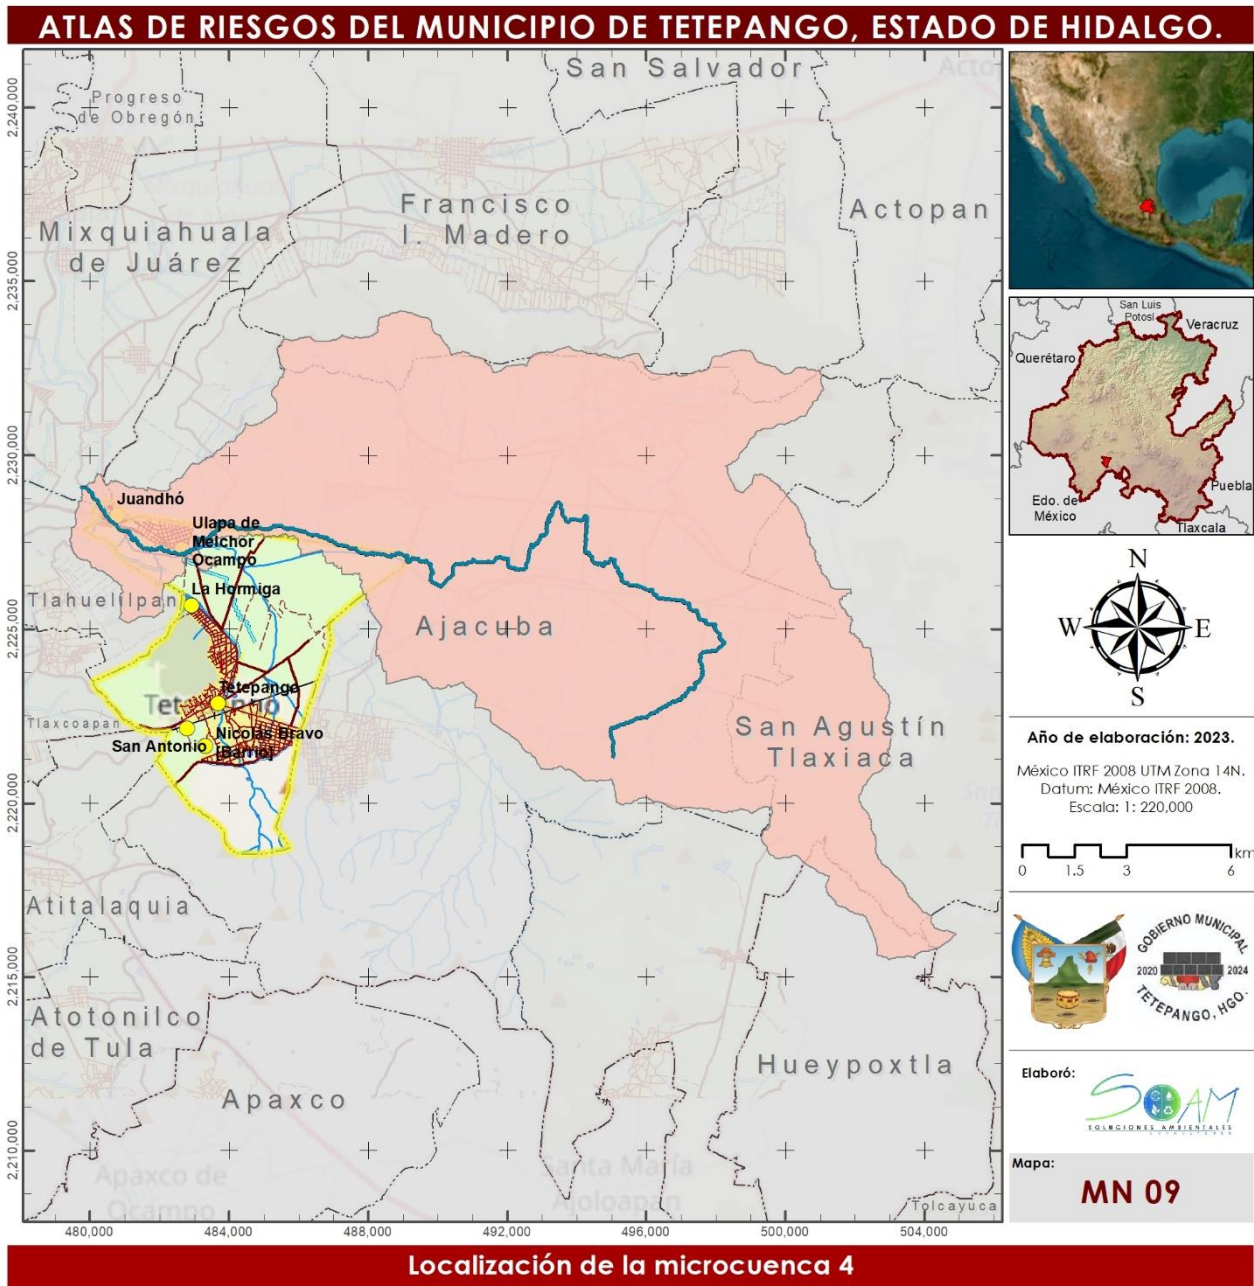 ATLAS DE RIESGOS DEL MUNICIPIO DE TETEPANGO, ESTADO DE HIDALGO.
San Salvador
Progreso
de Obregón
Francisco
I. Madero
Actopan
Mixquiahuala
de Juárez
Juandhó
Ulapa de
Melchor
Ocampo
La Hormiga
Tlahuelilpan
Ajacuba
Tetepango
Tlaxcoapan
San Antonio
Nicolás Bravo
[Barrio]
San Agustín
Tlaxiaca
Atitalaquia
Atotonilco
de Tula
Apaxco
Hueypoxtla
Apaxco de
Ocampo
Santa María
Ajoloapan
Tolcayuca
2,240,000
2,235,000
2,230,000
2,225,000
2,220,000
2,215,000
2,210,000
480,000
484,000
488,000
492,000
496,000
500,000
504,000
San Luis
Potosí
Veracruz
Querétaro
Puebla
Edo. de
México
Tlaxcala
N
W
E
S
Año de elaboración: 2023.
México ITRF 2008 UTM Zona 14N.
Datum: México ITRF 2008.
Escala: 1: 220,000
km
0 1.5 3 6
GOBIERNO MUNICIPAL
2020 2024
TETEPANGO, HGO.
Elaboró:
SOAM
SOLUCIONES AMBIENTALES
Mapa:
MN 09
Localización de la microcuenca 4